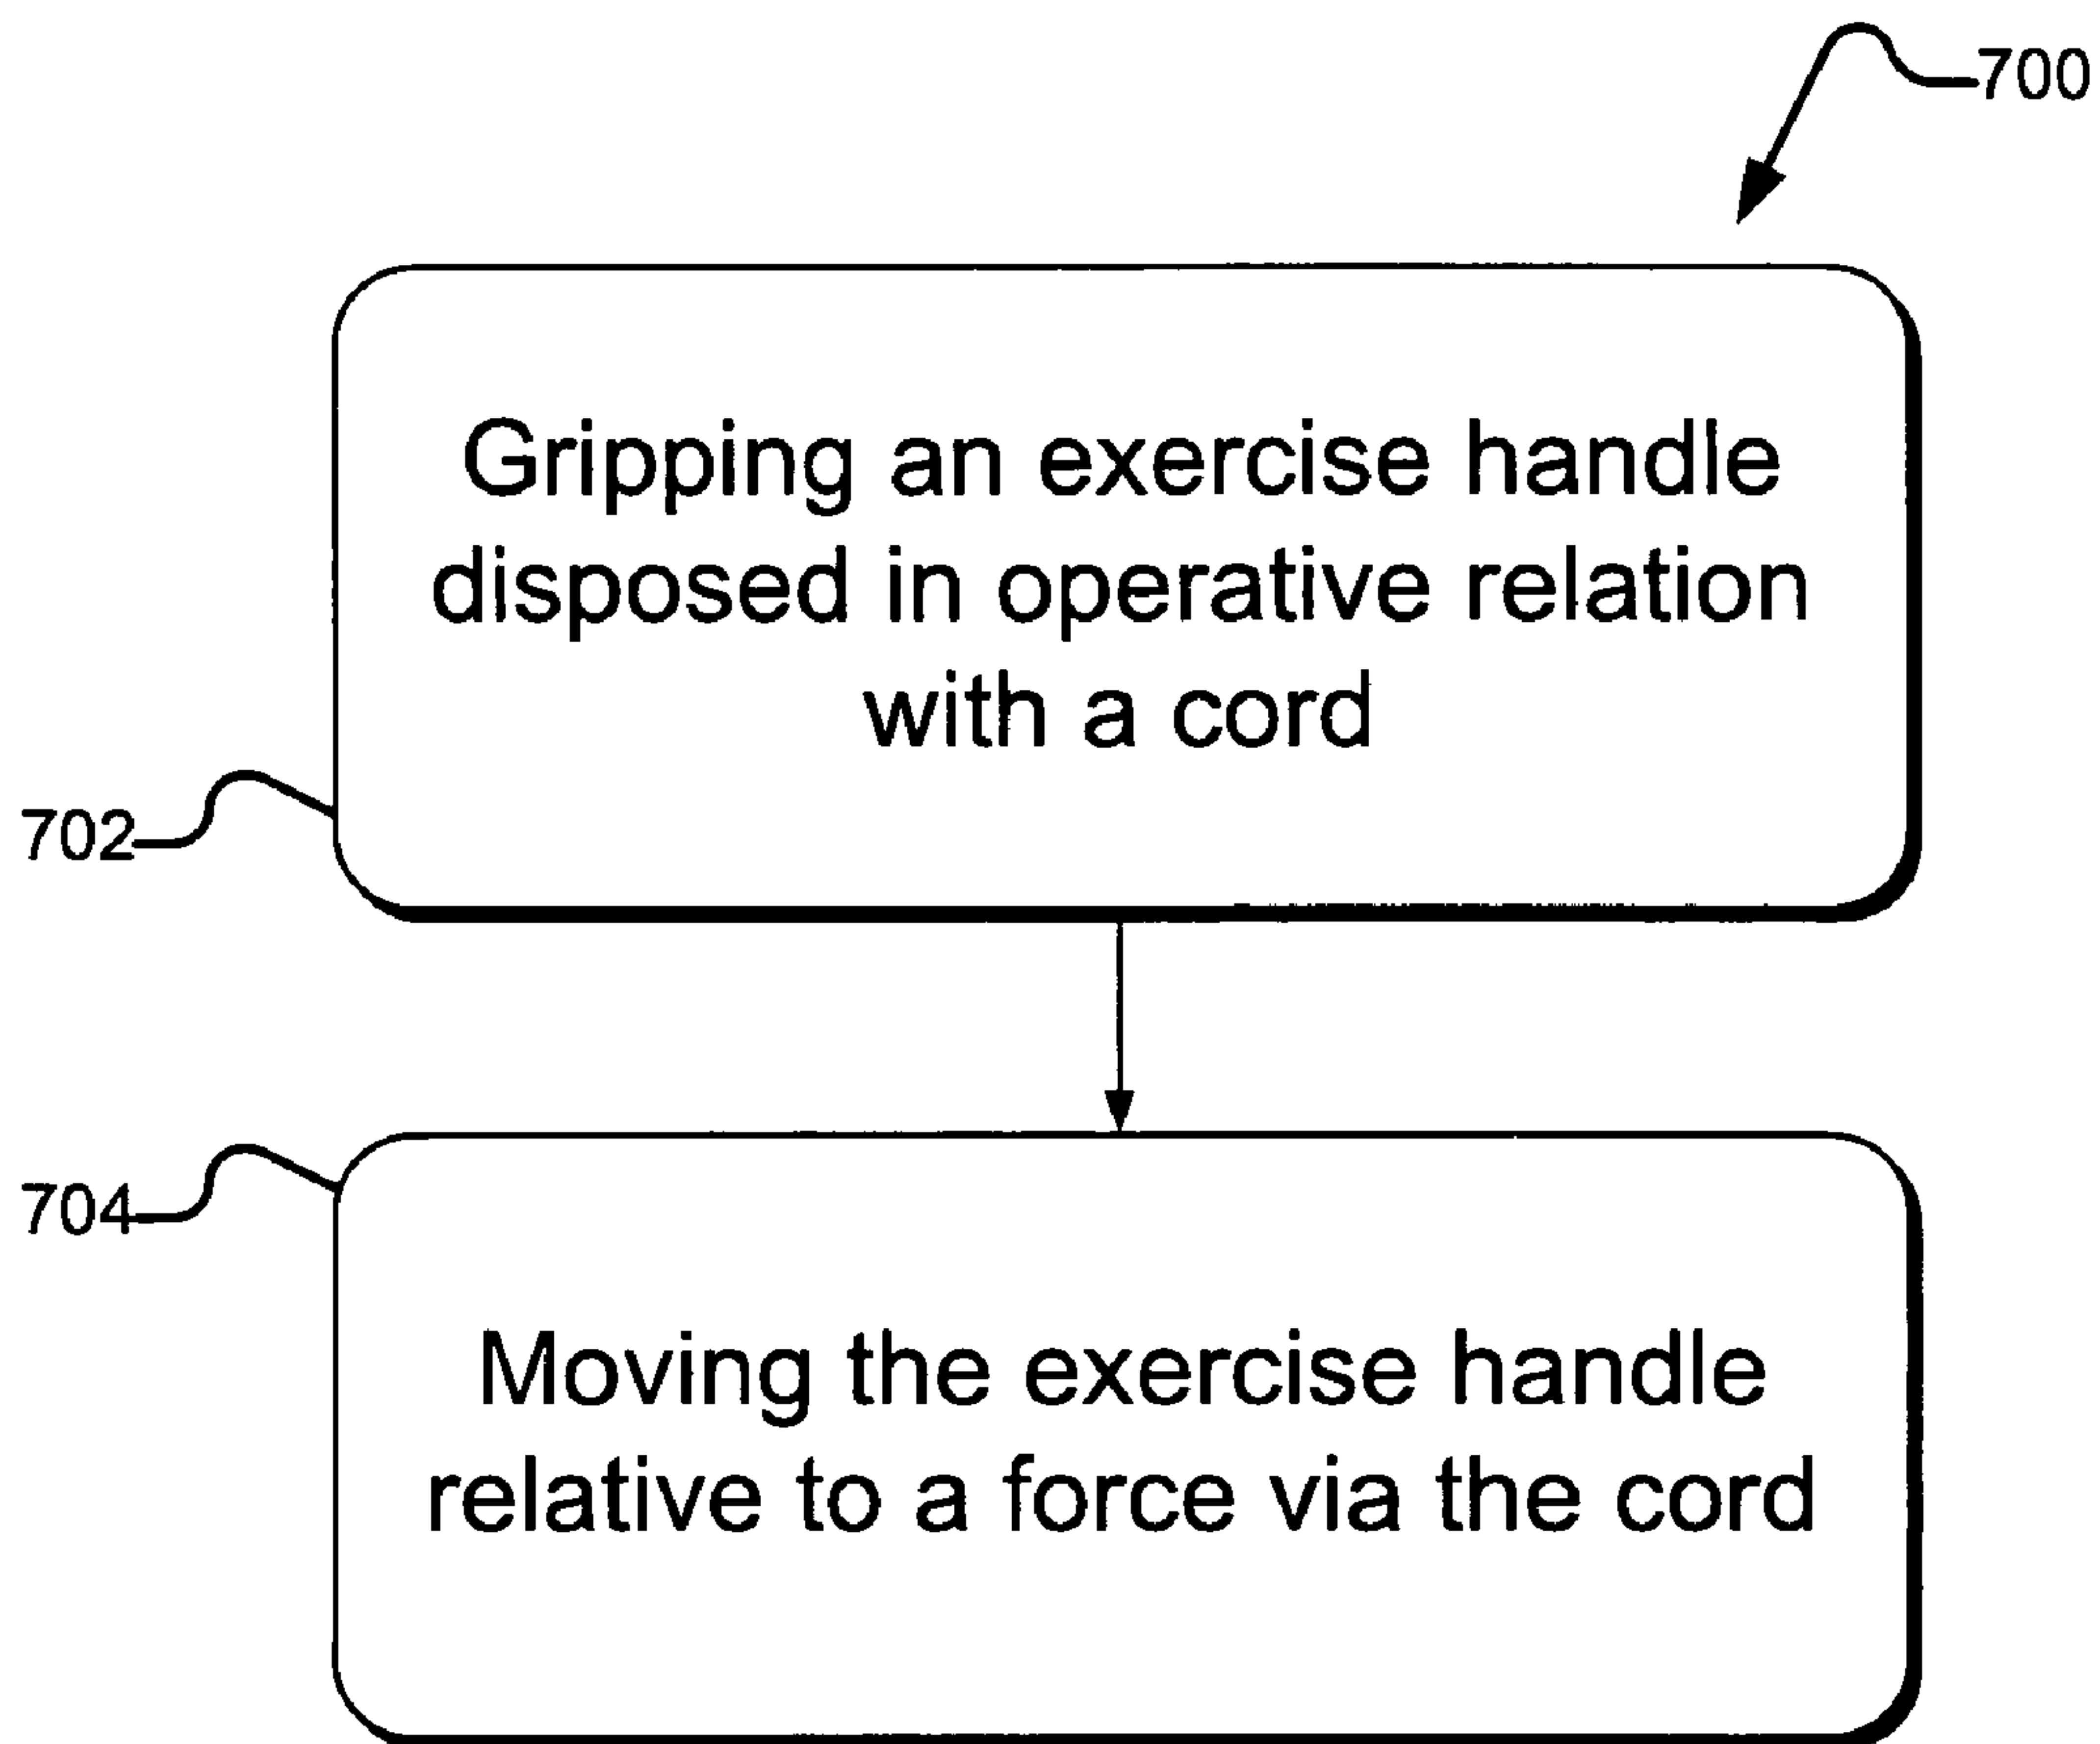 700
Gripping an exercise handle
disposed in operative relation
with a cord
702
704
Moving the exercise handle
relative to a force via the cord